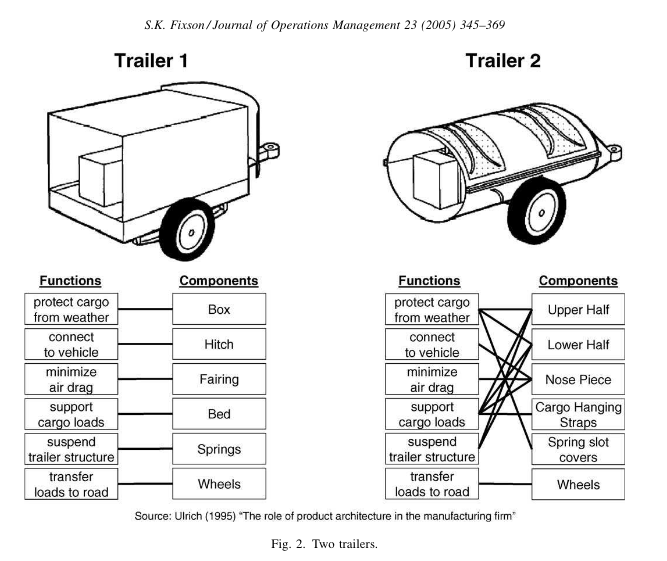 S.K. Fixson / Journal of Operations Management 23 (2005) 345–369
Trailer 1
Trailer 2
Functions
Components
protect cargo
from weather
Box
connect
to vehicle
Hitch
minimize
air drag
Fairing
support
cargo loads
Bed
suspend
trailer structure
Springs
transfer
loads to road
Wheels
Functions
Components
protect cargo
from weather
Upper Half
connect
to vehicle
Lower Half
minimize
air drag
Nose Piece
support
cargo loads
Cargo Hanging
Straps
suspend
trailer structure
Spring slot
covers
transfer
loads to road
Wheels
Source: Ulrich (1995) "The role of product architecture in the manufacturing firm"
Fig. 2. Two trailers.